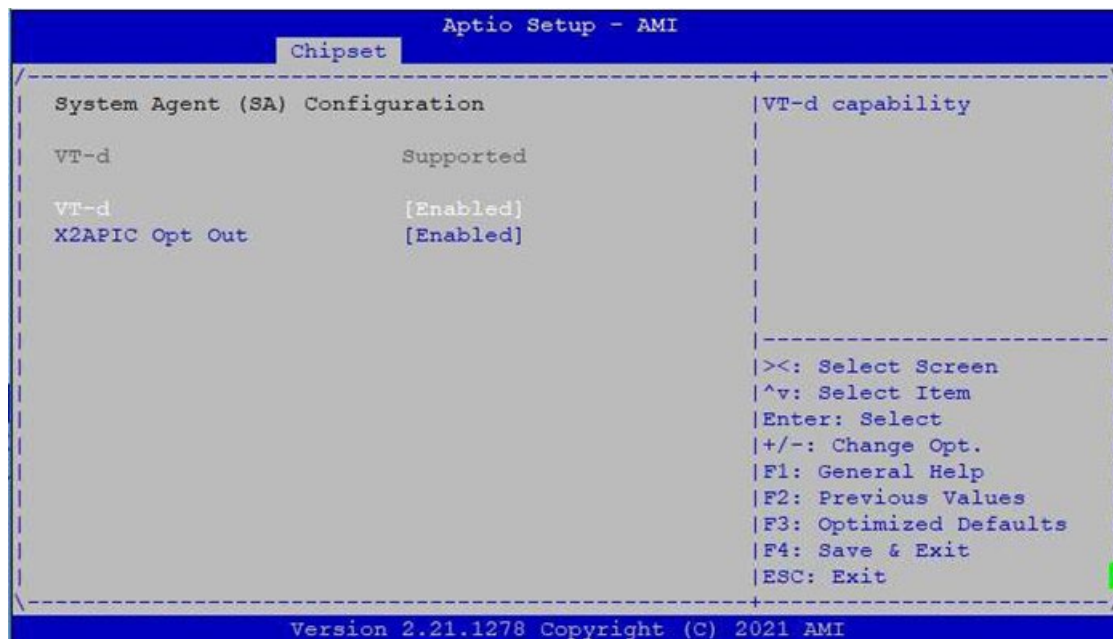 Aptio Setup - AMI
Chipset
System Agent (SA) Configuration
VT-d Supported
VT-d [Enabled]
X2APIC Opt Out [Enabled]
VT-d capability
><: Select Screen
^v: Select Item
Enter: Select
+/-: Change Opt.
F1: General Help
F2: Previous Values
F3: Optimized Defaults
F4: Save & Exit
ESC: Exit
Version 2.21.1278 Copyright (C) 2021 AMI